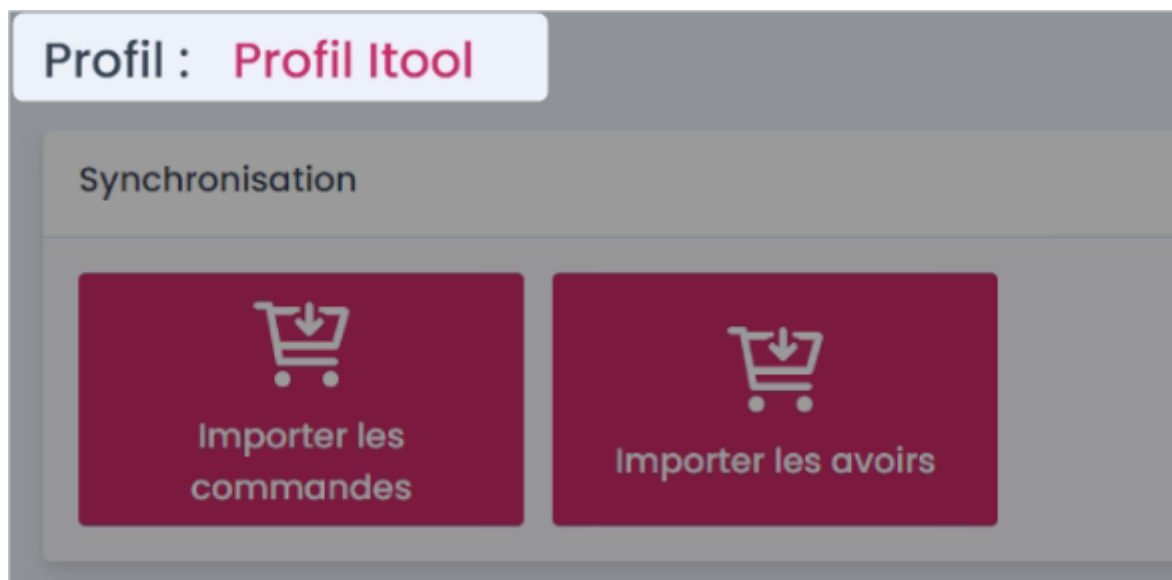 Profil : Profil Itool
Synchronisation
Importer les
commandes
Importer les avoirs